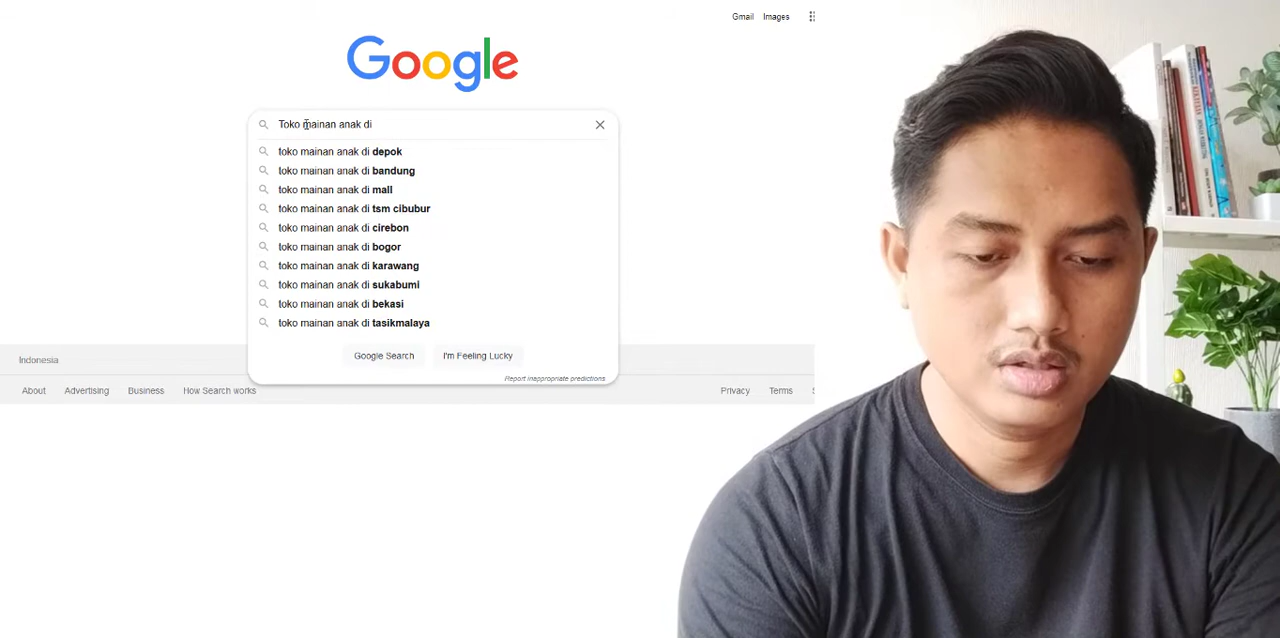 Gmail Images
Google
Toko mainan anak di
toko mainan anak di depok
toko mainan anak di bandung
toko mainan anak di mall
toko mainan anak di tsm cibubur
toko mainan anak di cirebon
toko mainan anak di bogor
toko mainan anak di karawang
toko mainan anak di sukabumi
toko mainan anak di bekasi
toko mainan anak di tasikmalaya
Google Search I'm Feeling Lucky
Report inappropriate predictions
Indonesia
About Advertising Business How Search works Privacy Terms